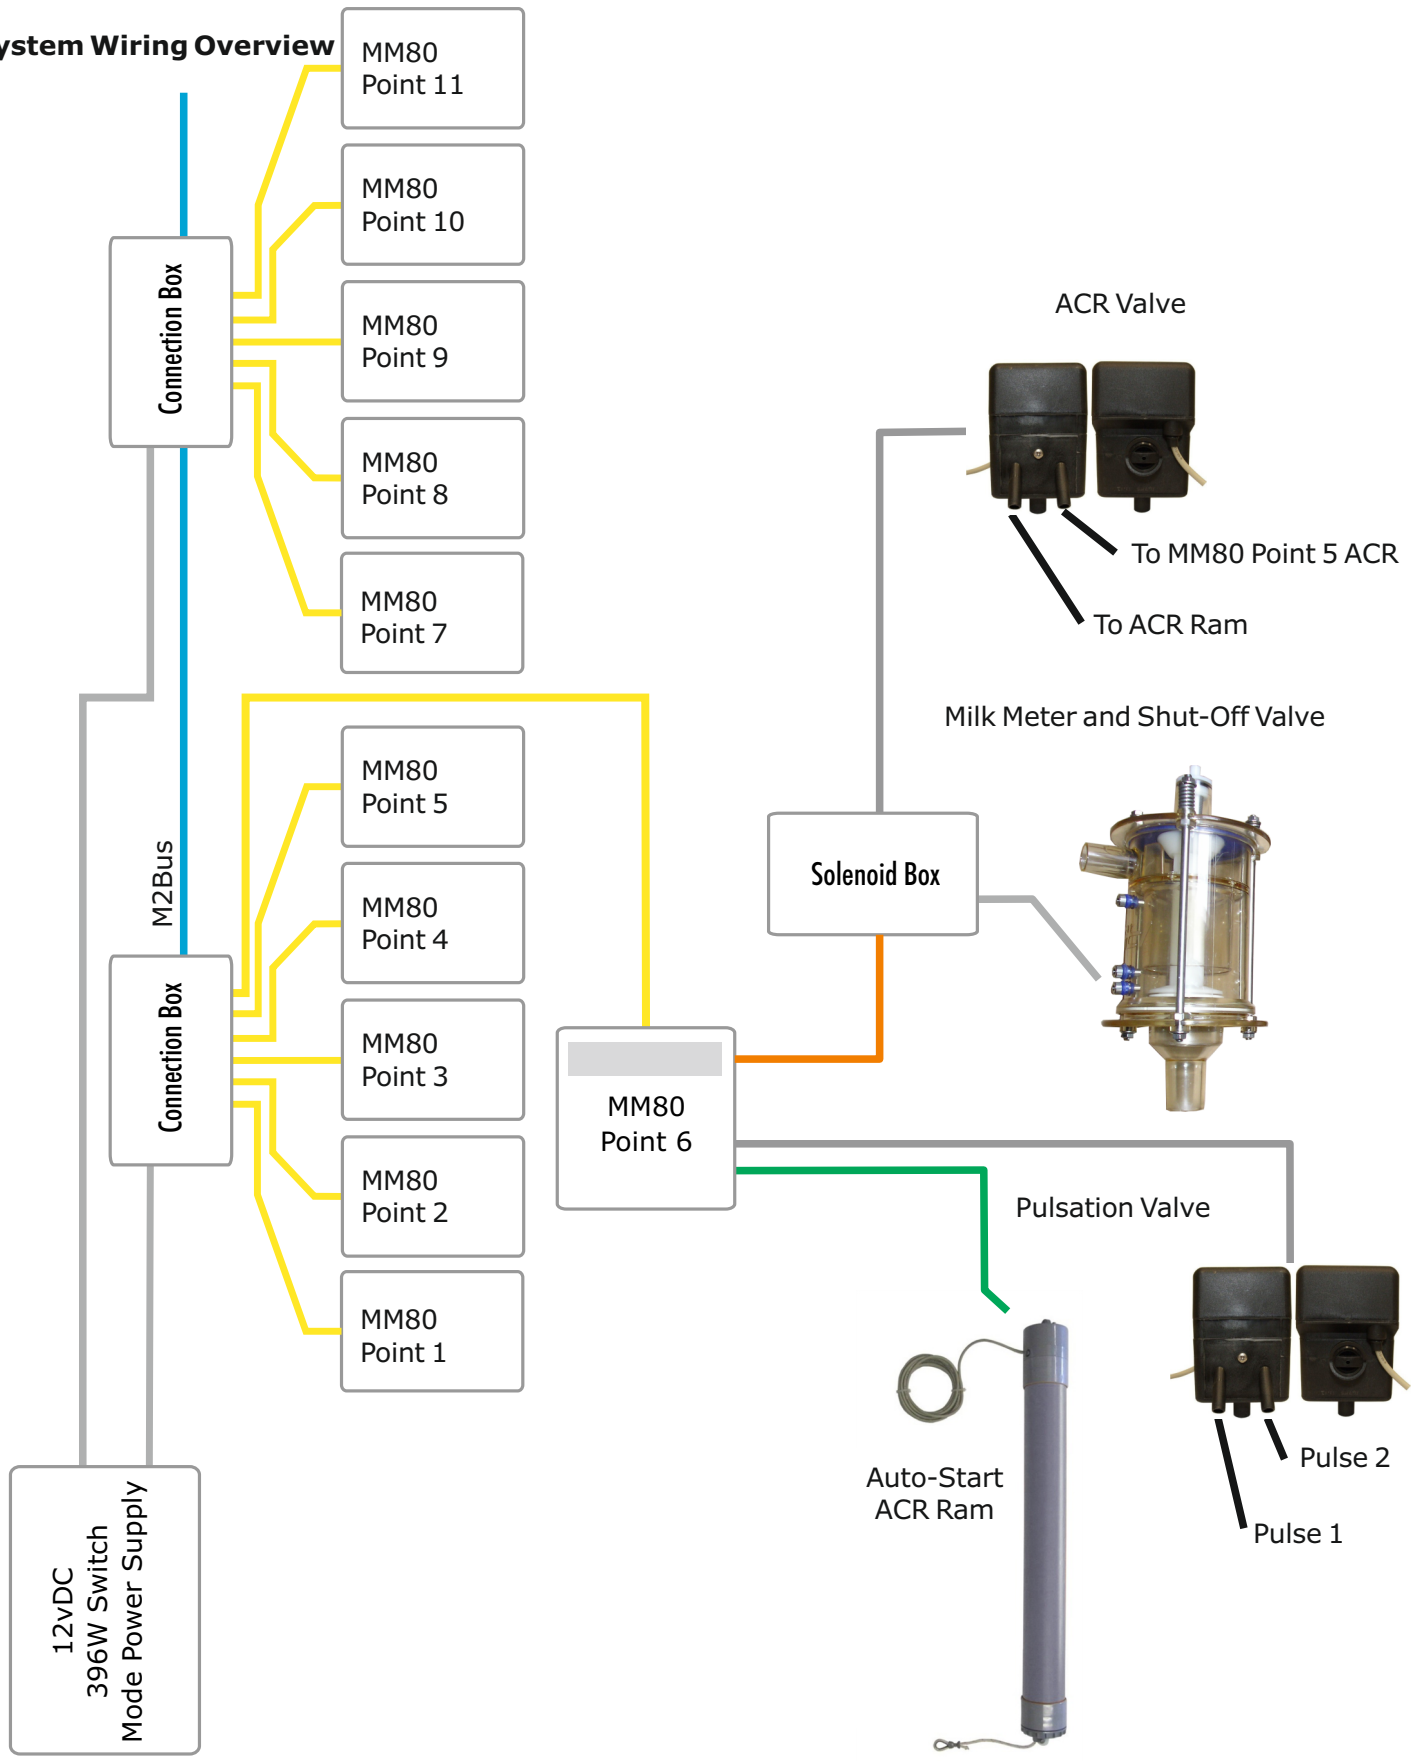 ystem Wiring Overview
MM80
Point 11
MM80
Point 10
MM80
Point 9
MM80
Point 8
MM80
Point 7
Connection Box
M2Bus
MM80
Point 5
MM80
Point 4
MM80
Point 3
MM80
Point 2
MM80
Point 1
Connection Box
12vDC
396W Switch
Mode Power Supply
MM80
Point 6
Solenoid Box
ACR Valve
To MM80 Point 5 ACR
To ACR Ram
Milk Meter and Shut-Off Valve
Pulsation Valve
Pulse 2
Pulse 1
Auto-Start
ACR Ram